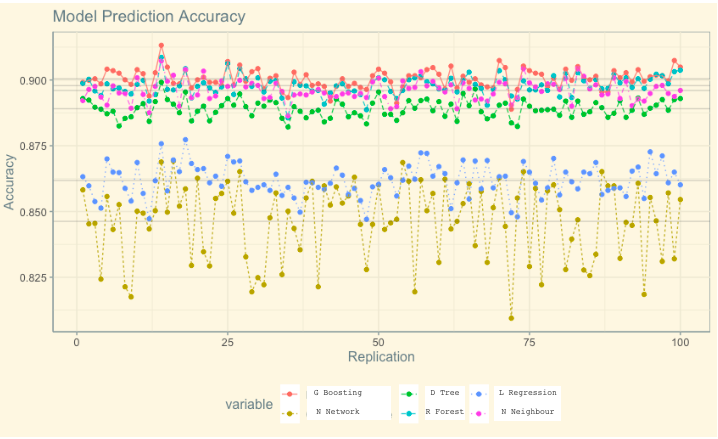 Model Prediction Accuracy
Accuracy
0.900
0.875
0.850
0.825
0 25 50 75 100
Replication
variable
G Boosting D Tree L Regression
N Network R Forest N Neighbour